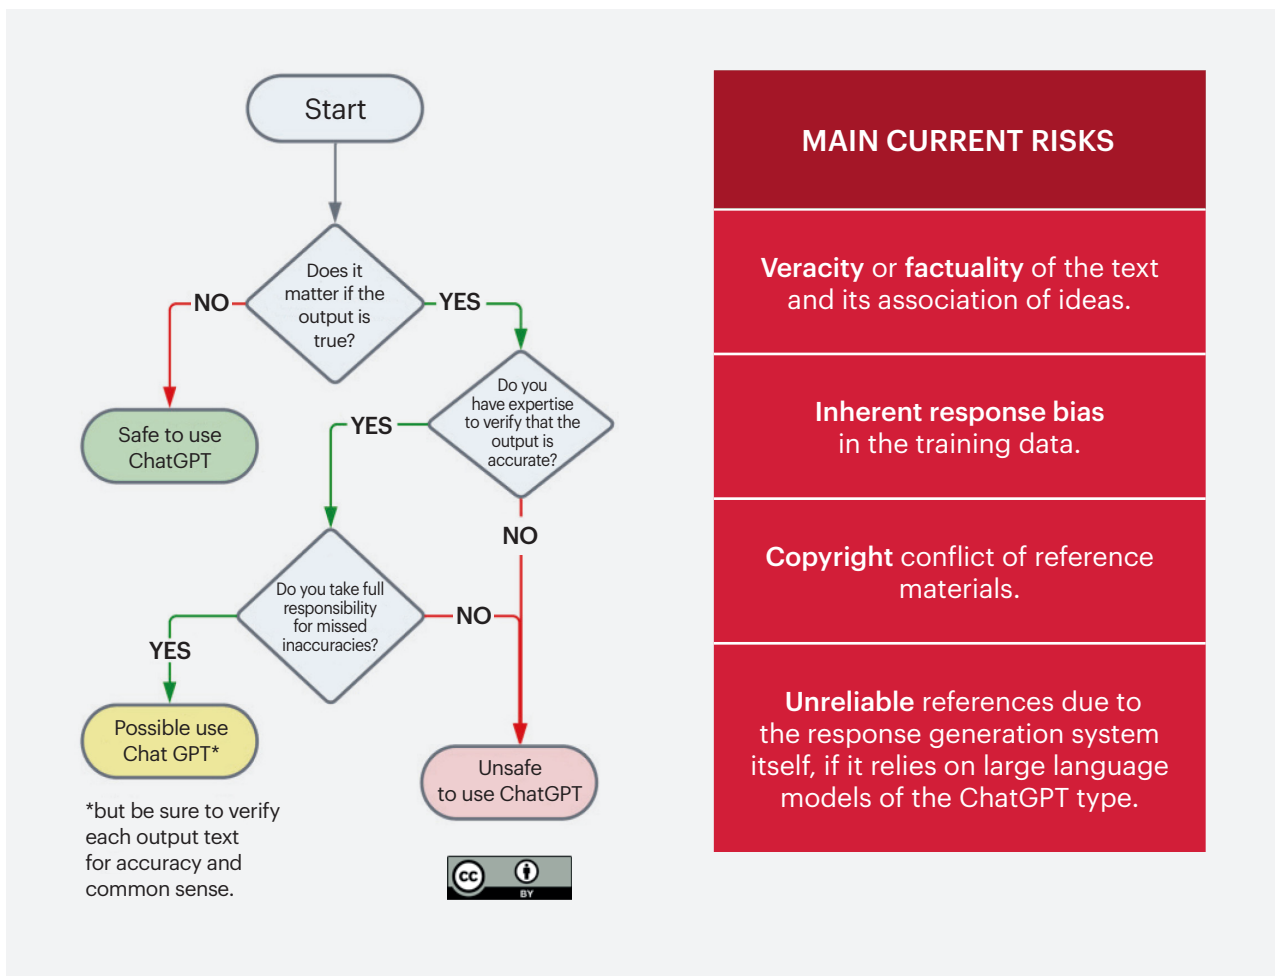 Start
Does it
matter if the
output is
true?
NO
YES
Safe to use
ChatGPT
Do you
have expertise
to verify that the
output is
accurate?
YES
NO
Do you take full
responsibility
for missed
inaccuracies?
NO
YES
Possible use
Chat GPT*
Unsafe
to use ChatGPT
*but be sure to verify
each output text
for accuracy and
common sense.
cc
BY
MAIN CURRENT RISKS
Veracity or factuality of the text
and its association of ideas.
Inherent response bias
in the training data.
Copyright conflict of reference
materials.
Unreliable references due to
the response generation system
itself, if it relies on large language
models of the ChatGPT type.